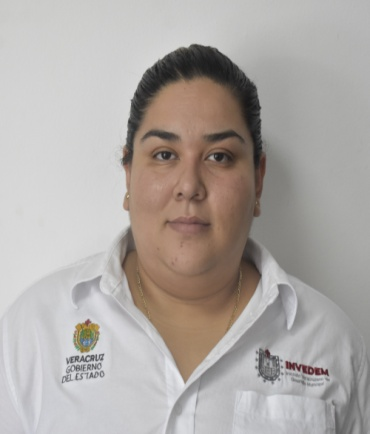 VERACRUZ
GOBIERNO
DEL ESTADO
INVEDEM